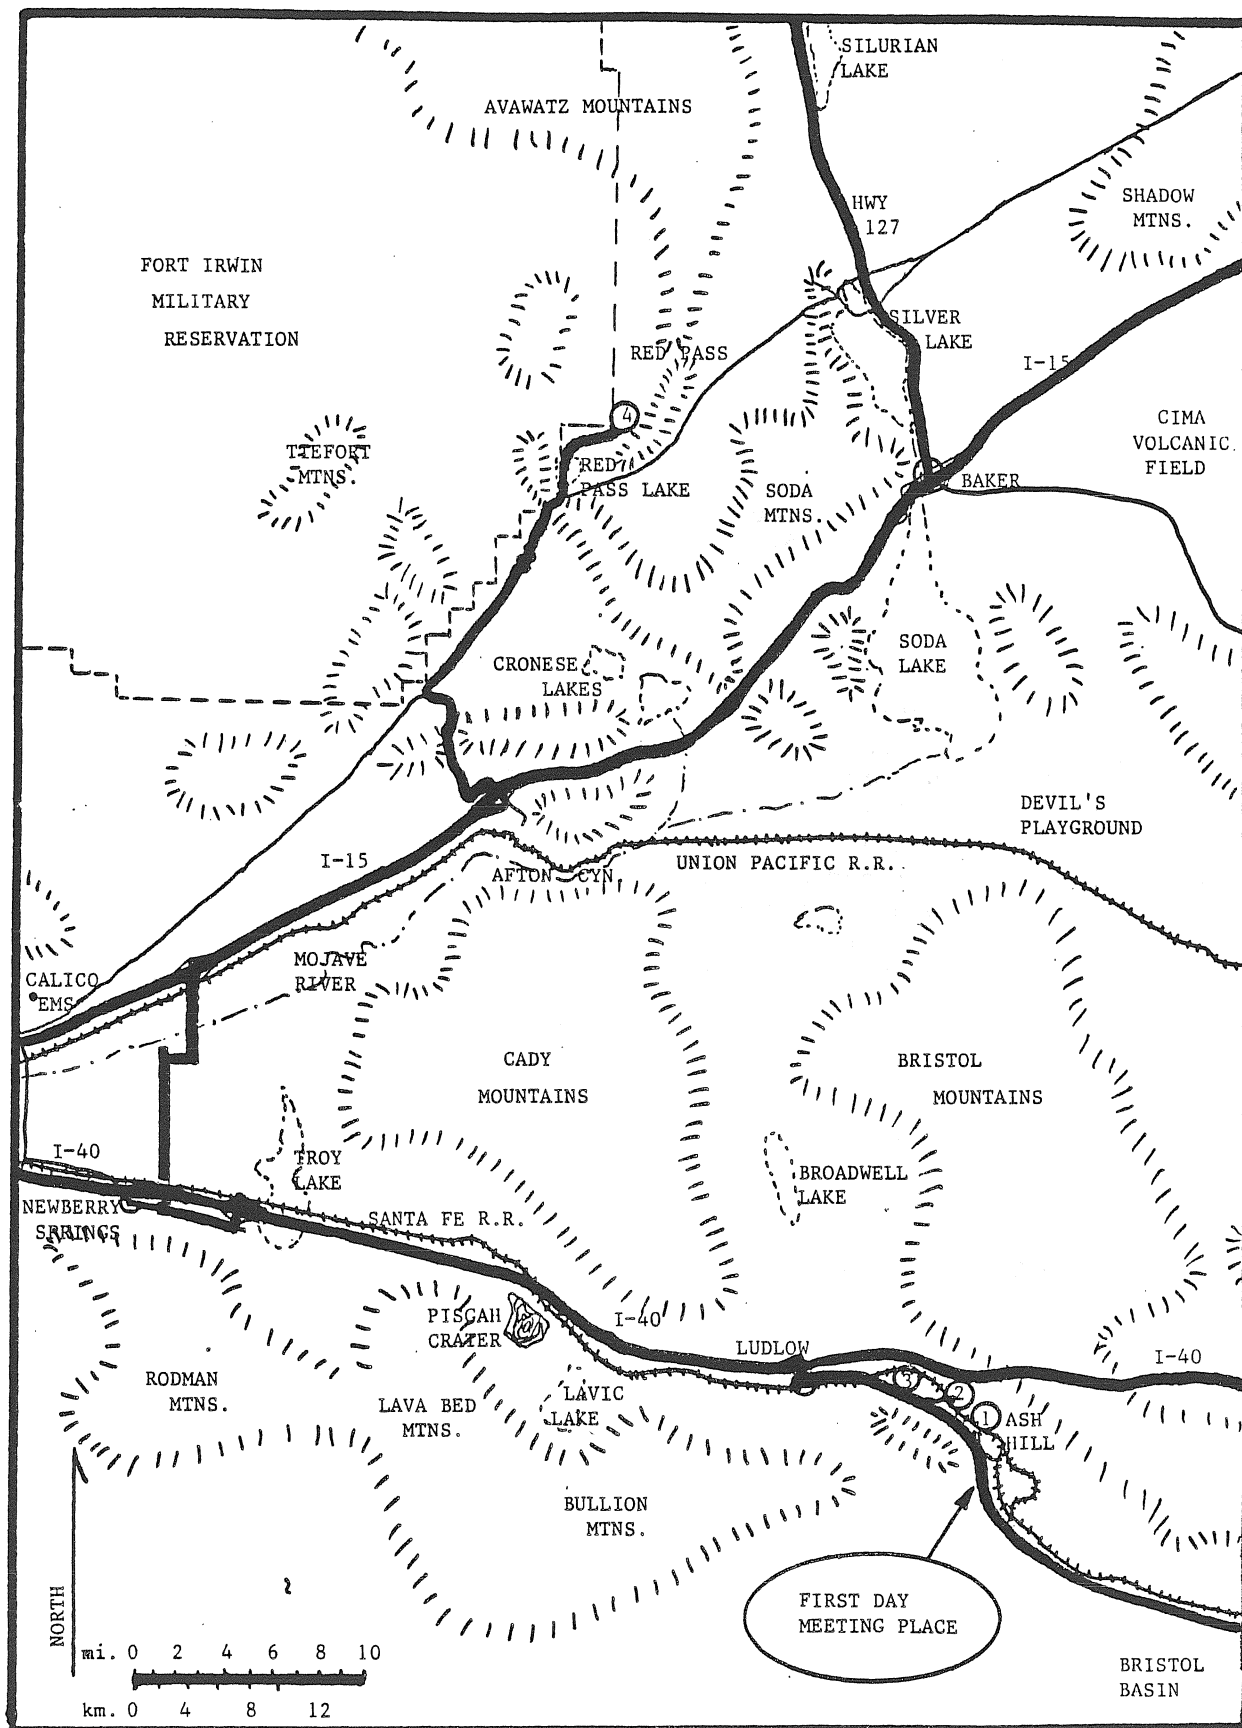 SILURIAN
LAKE
AVAWATZ MOUNTAINS
SHADOW
MTNS.
HWY
127
FORT IRWIN
MILITARY
RESERVATION
SILVER
LAKE
RED PASS
I-15
4
CIMA
VOLCANIC
FIELD
TIEFORT
MTNS.
RED
PASS LAKE
SODA
MTNS.
BAKER
CRONESE
LAKES
SODA
LAKE
DEVIL'S
PLAYGROUND
I-15
AFTON CYN.
UNION PACIFIC R.R.
MOJAVE
RIVER
CALICO
EMS
CADY
MOUNTAINS
BRISTOL
MOUNTAINS
I-40
TROY
LAKE
BROADWELL
LAKE
NEWBERRY
SPRINGS
SANTA FE R.R.
PISGAH
CRATER
I-40
LUDLOW
I-40
RODMAN
MTNS.
LAVA BED
MTNS.
LAVIC
LAKE
3
2
1
ASH
HILL
BULLION
MTNS.
FIRST DAY
MEETING PLACE
NORTH
mi. 0 2 4 6 8 10
km. 0 4 8 12
BRISTOL
BASIN